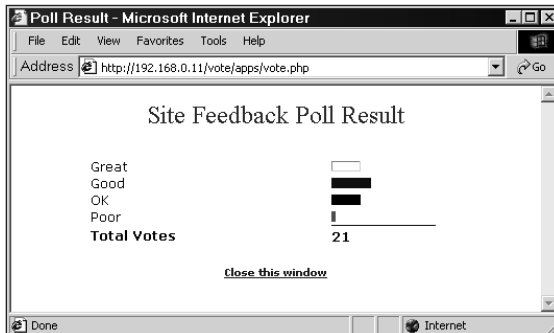 Poll Result - Microsoft Internet Explorer
File Edit View Favorites Tools Help
Address http://192.168.0.11/vote/apps/vote.php Go
Site Feedback Poll Result
Great
Good
OK
Poor
Total Votes 21
Close this window
Done Internet